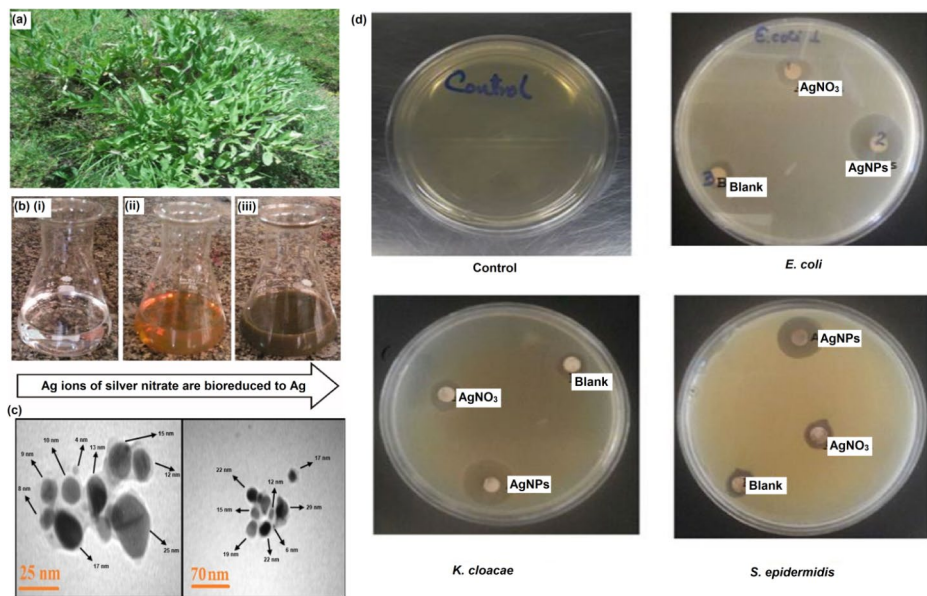 (a)
(b) (i)
(ii)
(iii)
Ag ions of silver nitrate are bioreduced to Ag
(c)
9 nm
10 nm
4 nm
13 nm
15 nm
12 nm
8 nm
17 nm
25 nm
25 nm
22 nm
12 nm
17 nm
15 nm
20 nm
19 nm
22 nm
6 nm
70 nm
(d)
Control
Control
E.coli
AgNO₃
2
AgNPs
B
Blank
E. coli
AgNO₃
Blank
AgNPs
K. cloacae
AgNPs
AgNO₃
Blank
S. epidermidis